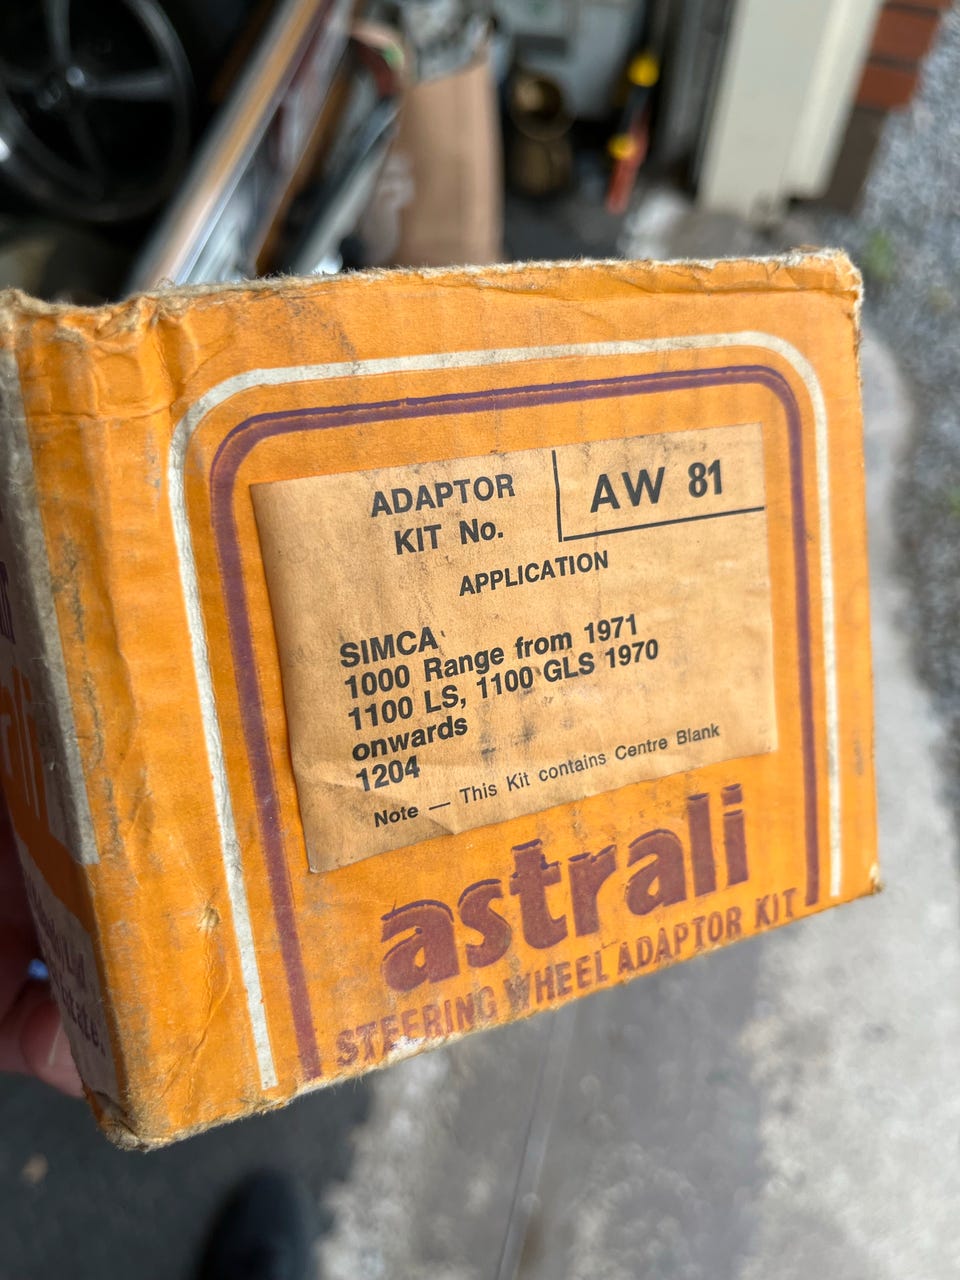 ADAPTOR
KIT No.
AW 81
APPLICATION
SIMCA
1000 Range from 1971
1100 LS, 1100 GLS 1970
onwards
1204
Note — This Kit contains Centre Blank
astrali
STEERING WHEEL ADAPTOR KIT